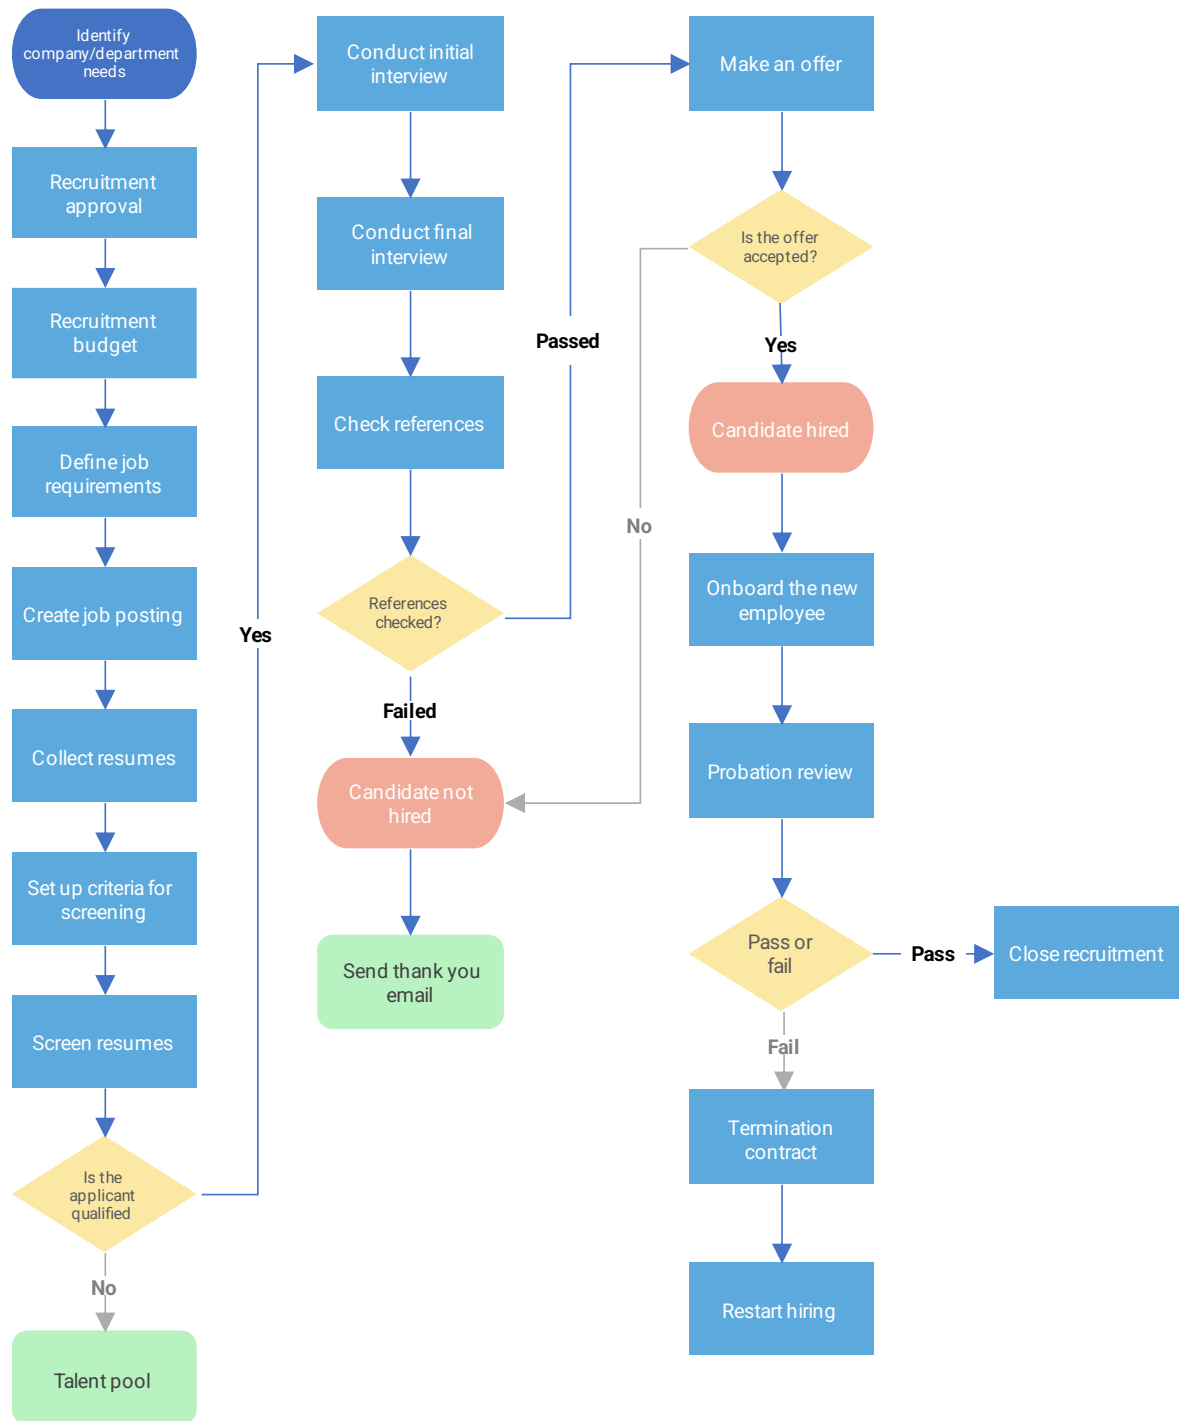 Identify
company/department
needs
Recruitment
approval
Recruitment
budget
Define job
requirements
Create job posting
Collect resumes
Set up criteria for
screening
Screen resumes
Is the
applicant
qualified
No
Talent pool
Yes
Conduct initial
interview
Conduct final
interview
Check references
References
checked?
Failed
Candidate not
hired
Send thank you
email
Passed
Make an offer
Is the offer
accepted?
No
Yes
Candidate hired
Onboard the new
employee
Probation review
Pass or
fail
Pass
Close recruitment
Fail
Termination
contract
Restart hiring